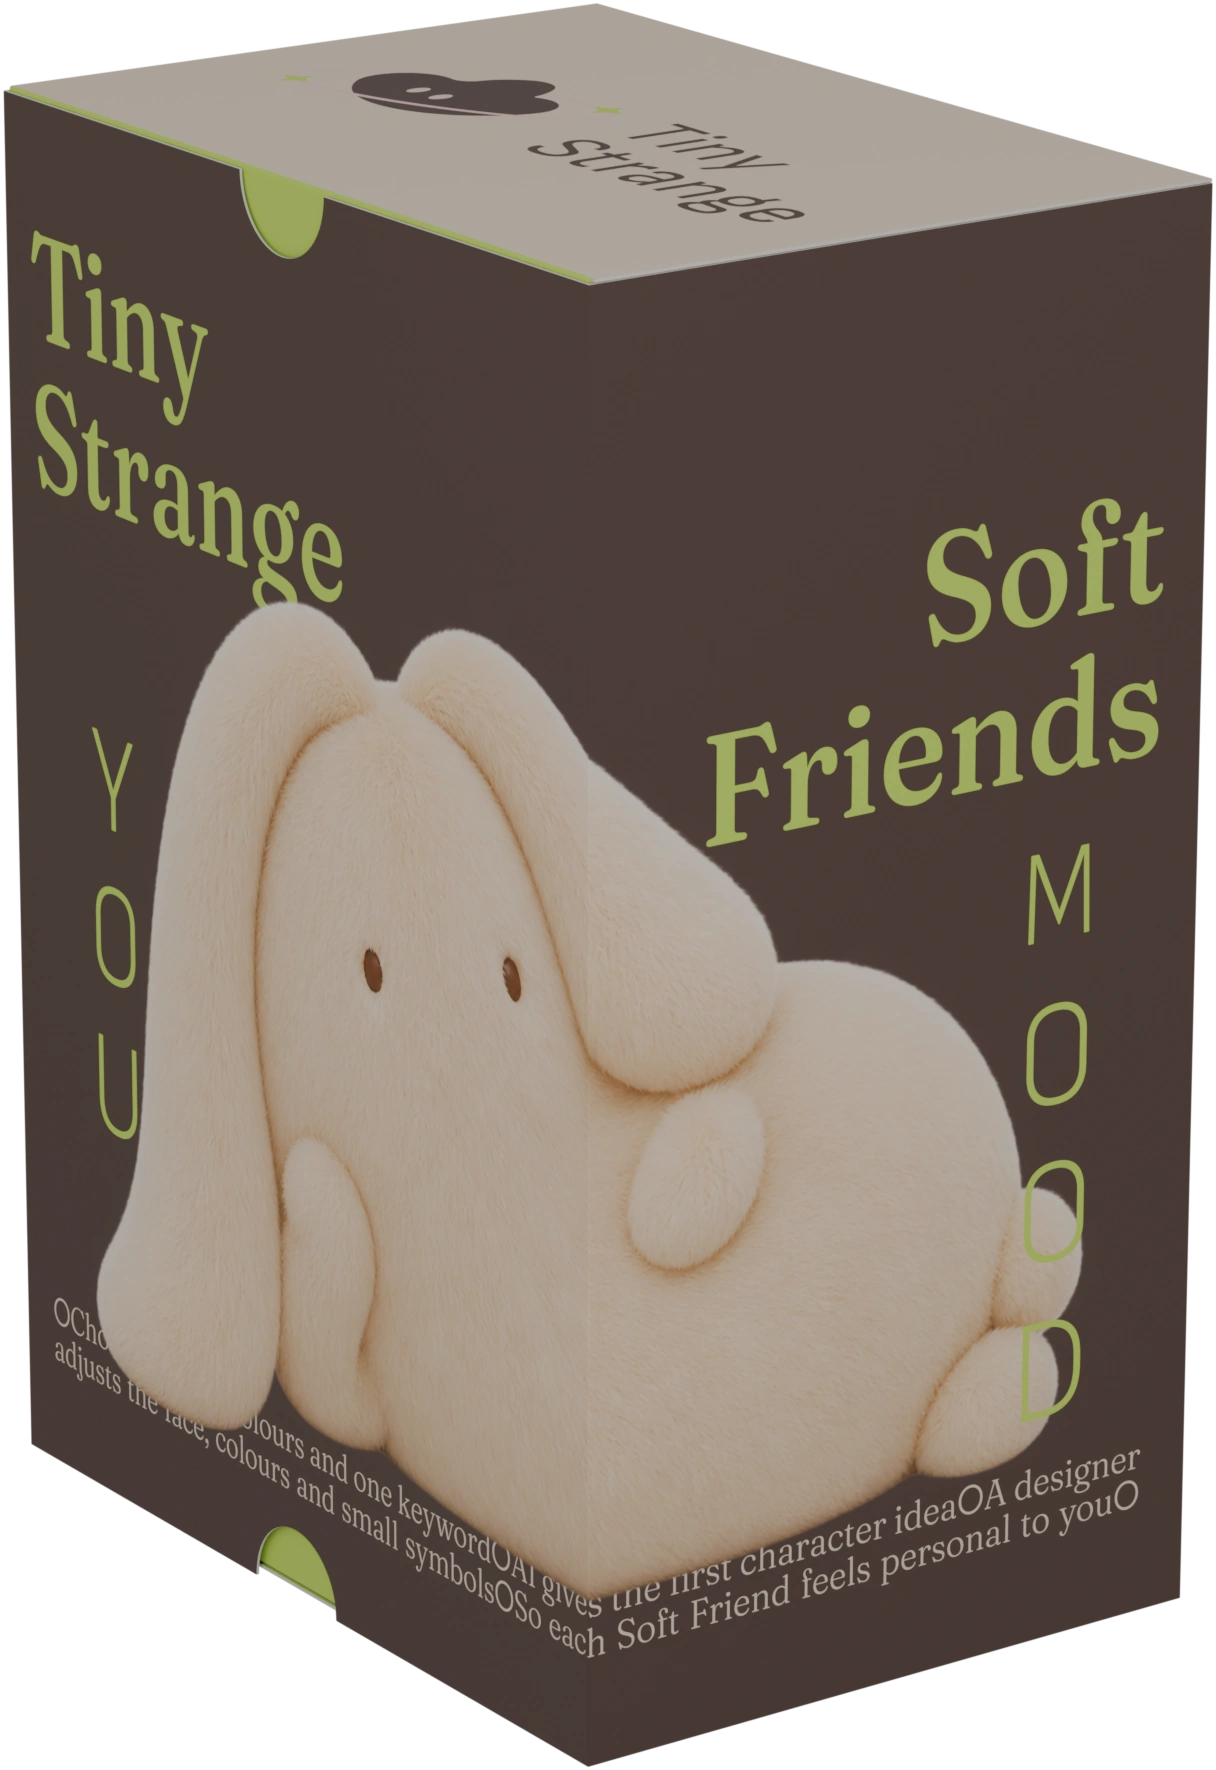 Tiny
Strange
Tiny
Strange
Soft
Friends
YOU
MOOD
OCho olours and one keywordOAI gives the first character ideaOA designer
adjusts the face, colours and small symbolsOSo each Soft Friend feels personal to youO